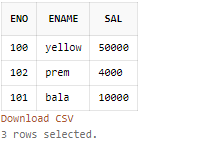 ENO ENAME SAL
100 yellow 50000
102 prem 4000
101 bala 10000
Download CSV
3 rows selected.